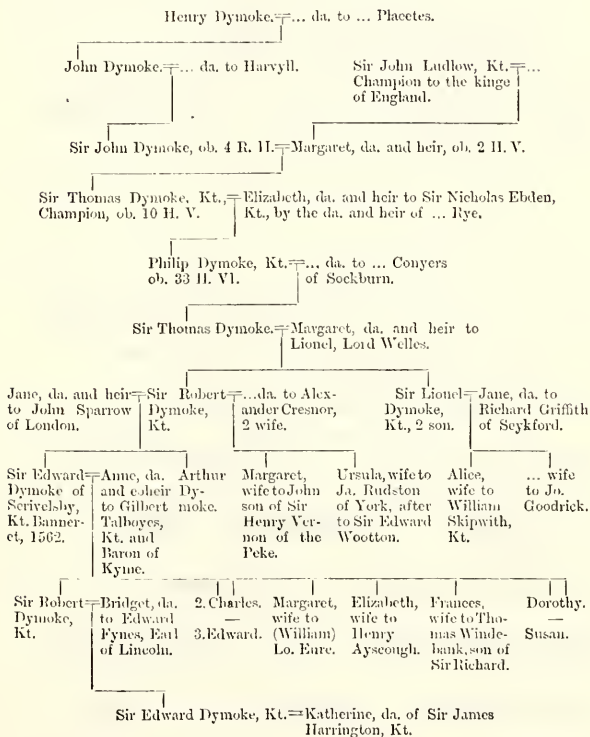 Henry Dymoke.=... da. to ... Placetes.
John Dymoke.=... da. to Harvyll.
Sir John Ludlow, Kt.=...
Champion to the kinge
of England.
Sir John Dymoke, ob. 4 R. II.=Margaret, da. and heir, ob. 2 H. V.
Sir Thomas Dymoke, Kt.,=Elizabeth, da. and heir to Sir Nicholas Ebden,
Champion, ob. 10 H. V.
Kt., by the da. and heir of ... Rye.
Philip Dymoke, Kt.=... da. to ... Conyers
ob. 33 H. VI.
of Sockburn.
Sir Thomas Dymoke.=Margaret, da. and heir to
Lionel, Lord Welles.
Jane, da. and heir=Sir Robert=...da. to Alex-
to John Sparrow
of London.
Dymoke,
Kt.
ander Cresnor,
2 wife.
Sir Lionel=Jane, da. to
Dymoke,
Kt., 2 son.
Richard Griffith
of Seykford.
Sir Edward=Anne, da.
Dymoke of
Scrivelsby,
Kt. Banner-
et, 1562.
and coheir
to Gilbert
Talboyes,
Kt. and
Baron of
Kyme.
Arthur
Dy-
moke.
Margaret,
wife to John
son of Sir
Henry Ver-
non of the
Peke.
Ursula, wife to
Ja. Rudston
of York, after
to Sir Edward
Wootton.
Alice,
wife to
William
Skipwith,
Kt.
... wife
to Jo.
Goodrick.
Sir Robert=Bridget, da.
Dymoke,
Kt.
to Edward
Fynes, Earl
of Lincoln.
2. Charles.
—
3. Edward.
Margaret,
wife to
(William)
Lo. Eure.
Elizabeth,
wife to
Henry
Ayscough.
Frances,
wife to Tho-
mas Winde-
bank, son of
Sir Richard.
Dorothy.
—
Susan.
Sir Edward Dymoke, Kt.=Katherine, da. of Sir James
Harrington, Kt.